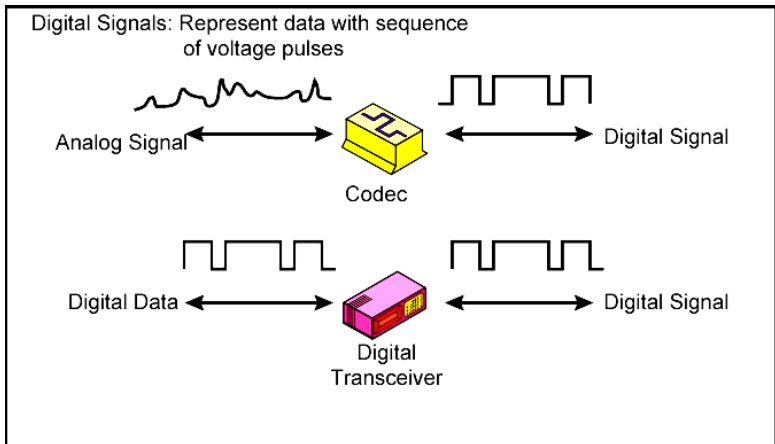 Digital Signals: Represent data with sequence
of voltage pulses
Analog Signal
Digital Signal
Codec
Digital Data
Digital Signal
Digital
Transceiver